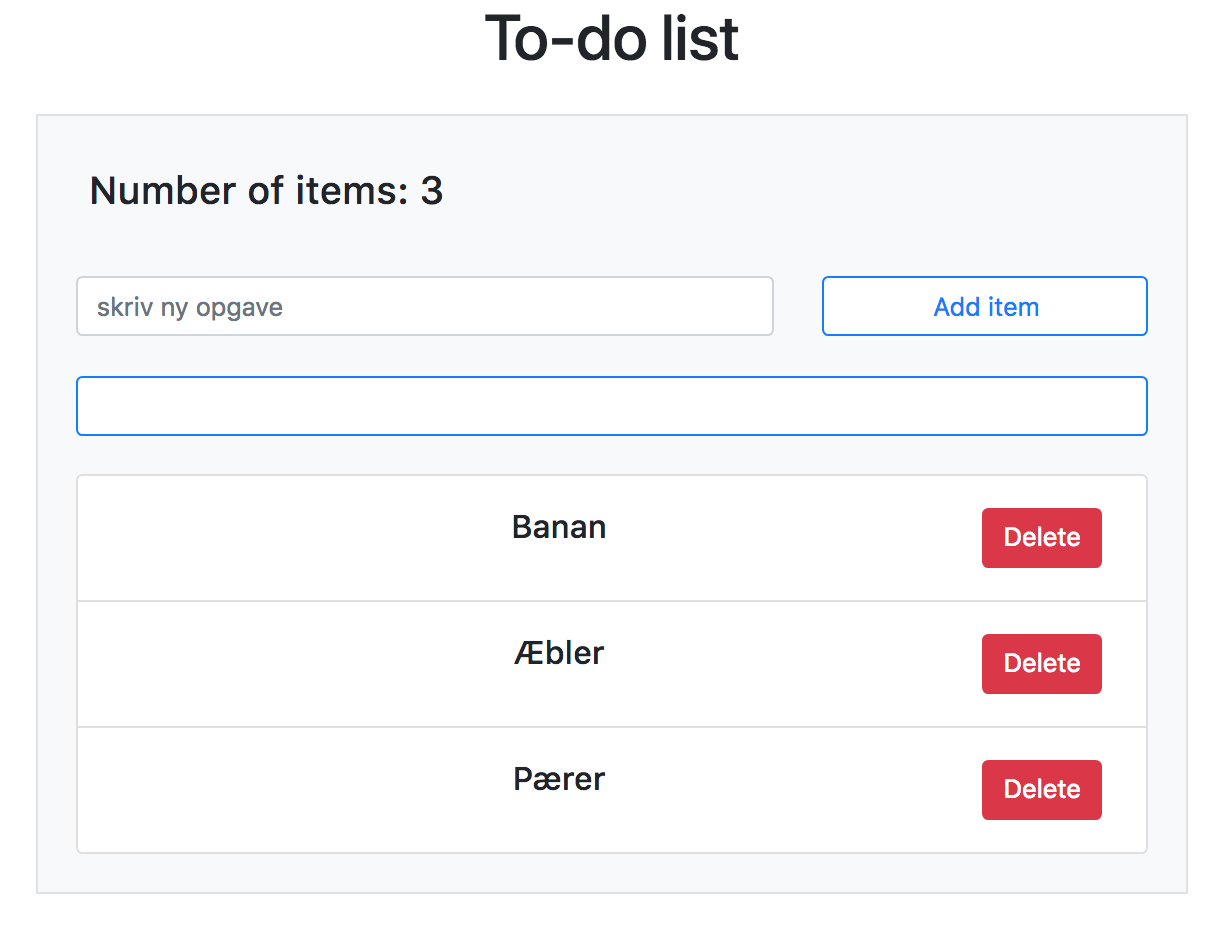 To-do list
Number of items: 3
skriv ny opgave
Add item
Banan
Delete
Æbler
Delete
Pærer
Delete